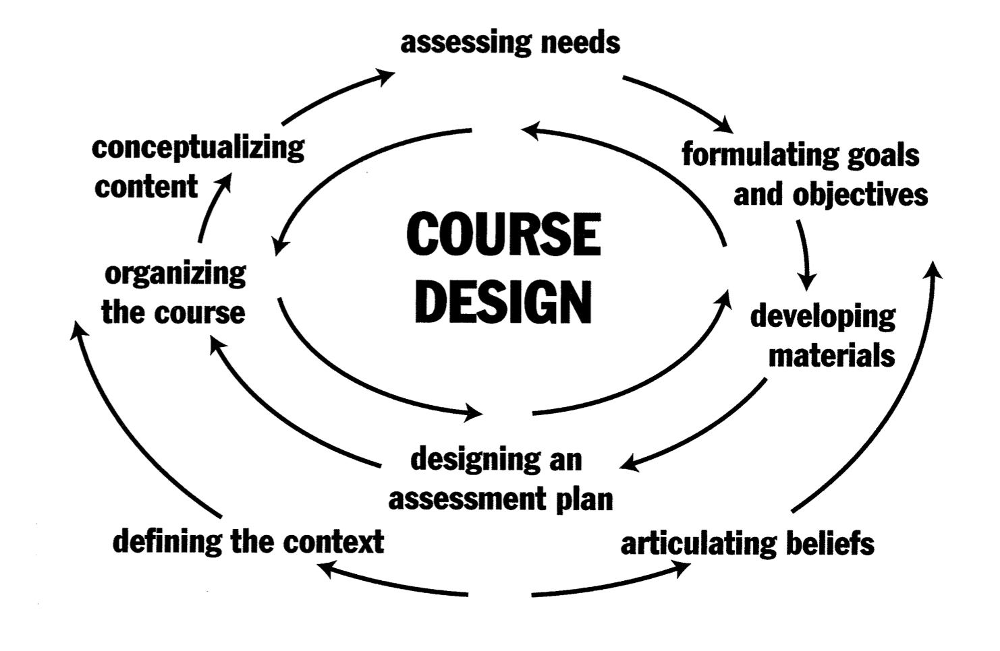 assessing needs
conceptualizing
content
formulating goals
and objectives
COURSE
DESIGN
organizing
the course
developing
materials
designing an
assessment plan
defining the context
articulating beliefs